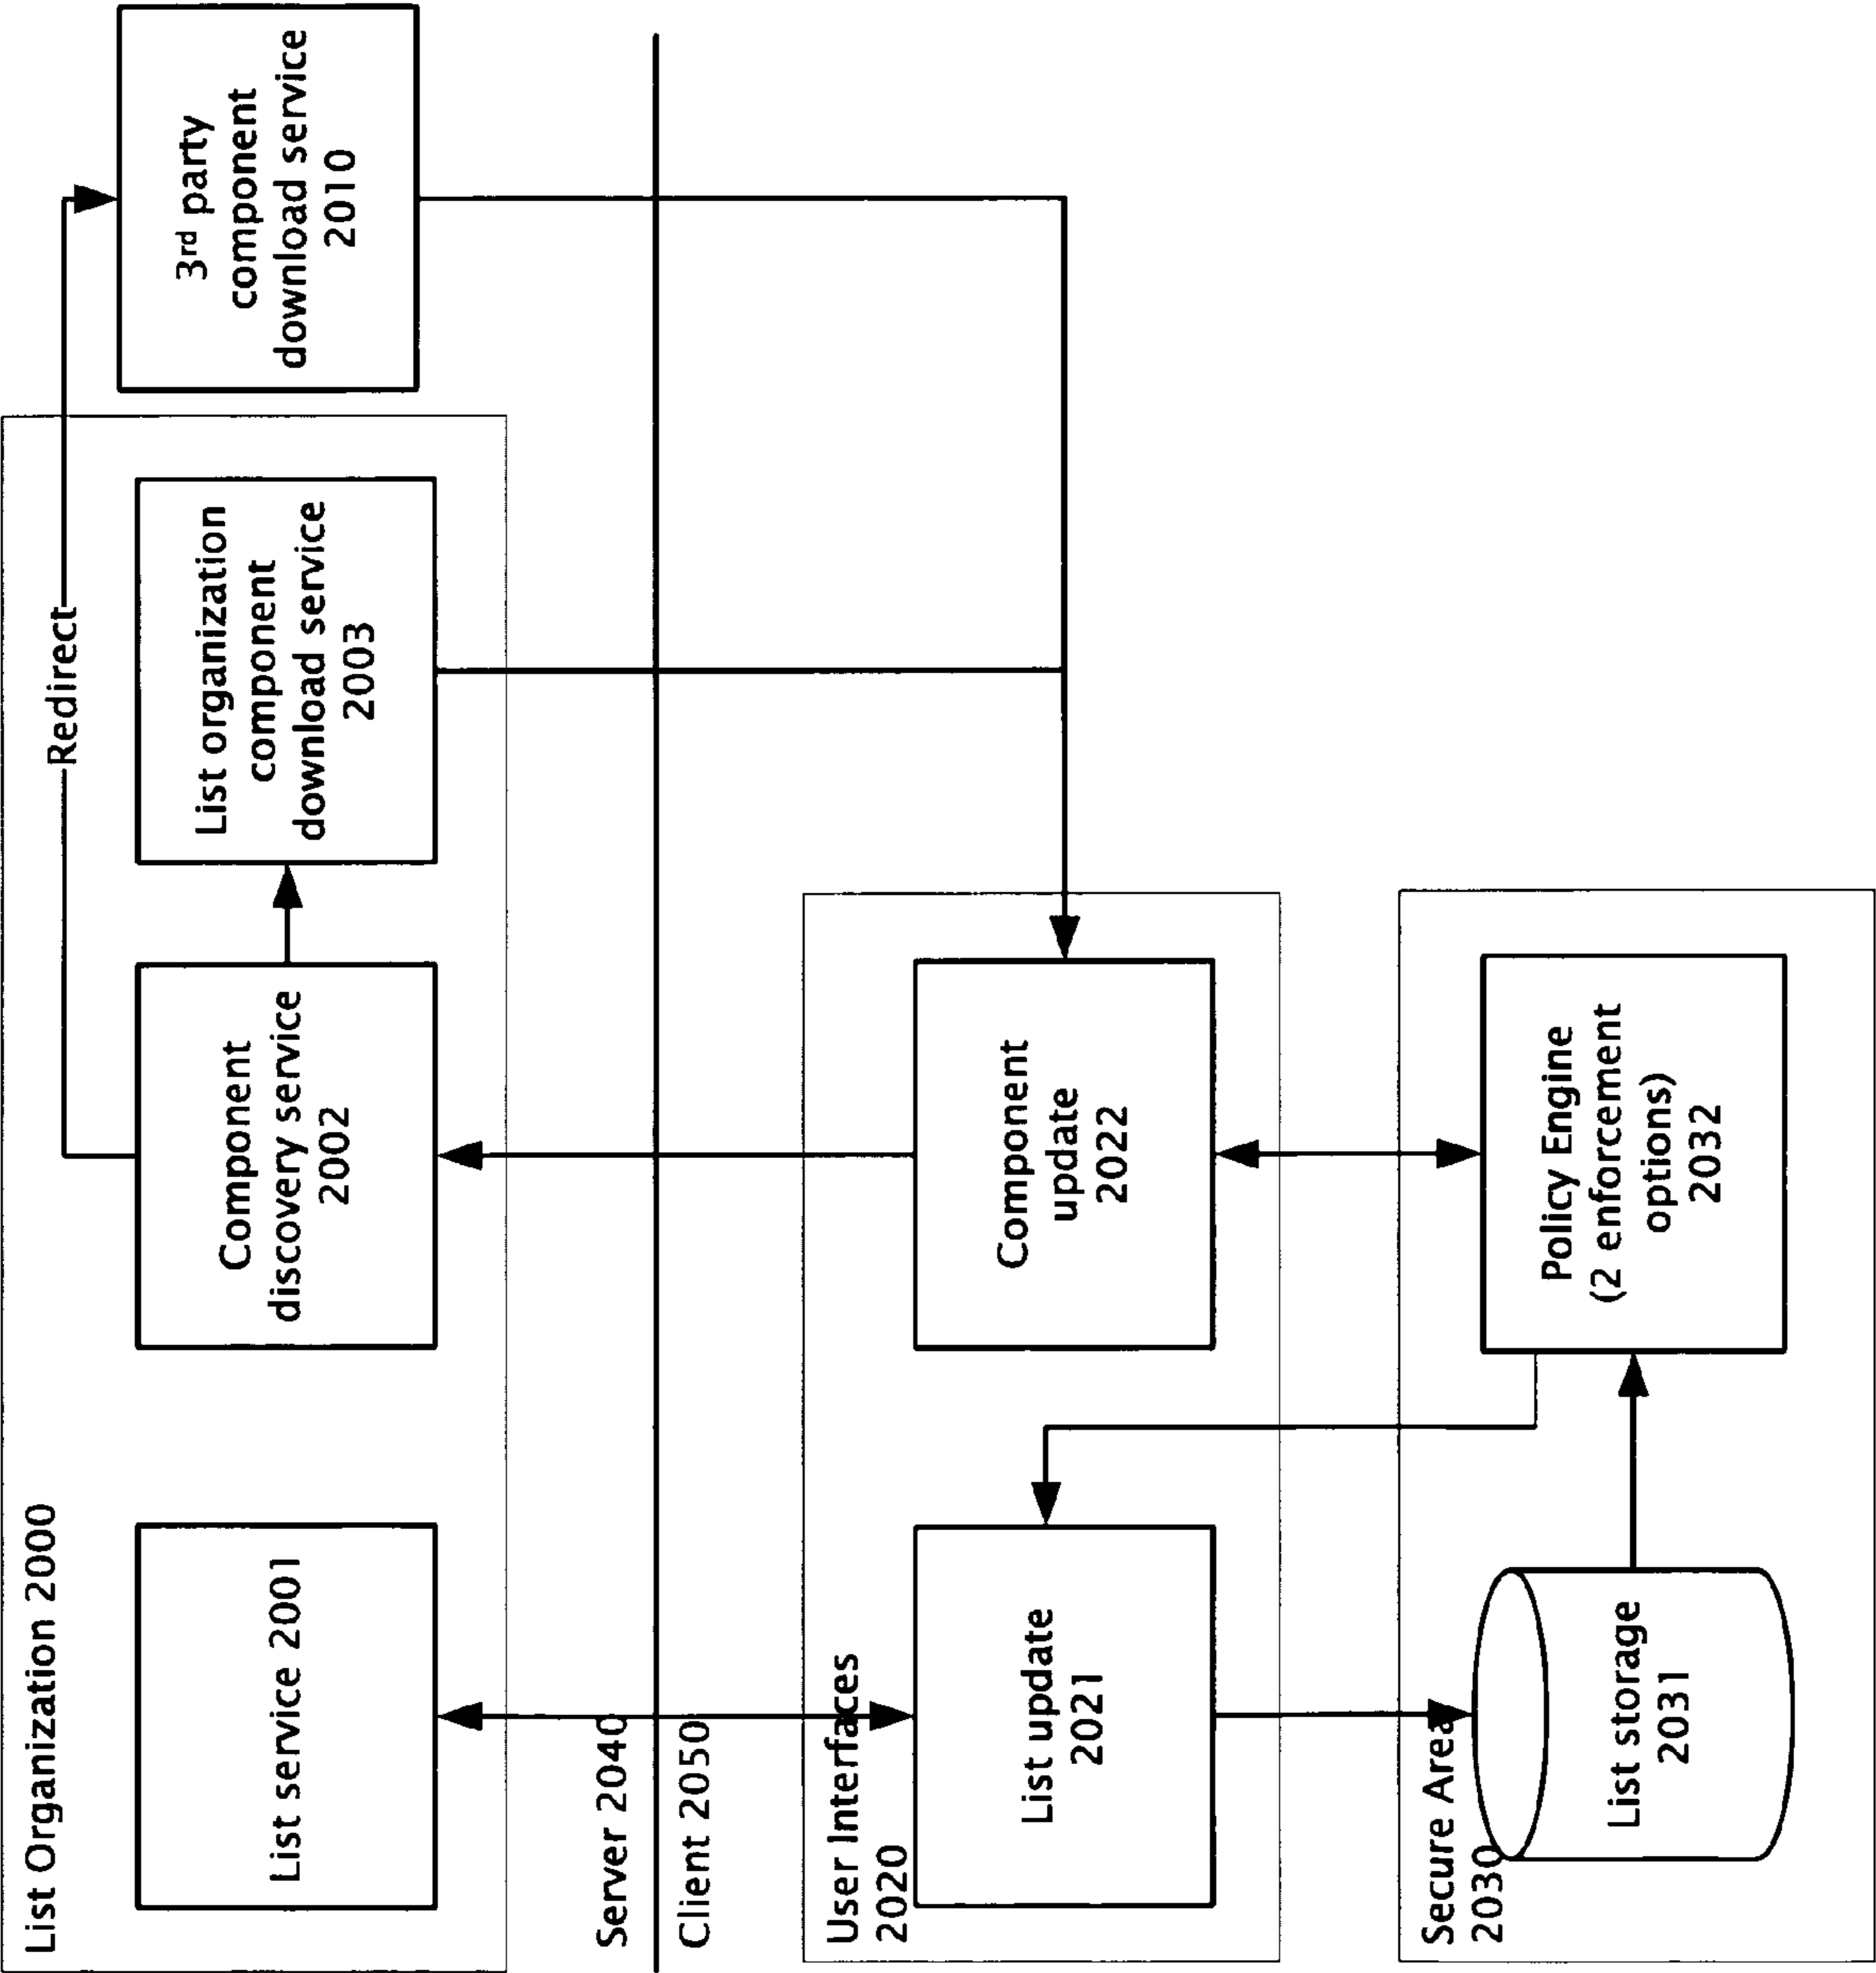 List Organization 2000
Redirect
List service 2001
Component
discovery service
2002
List organization
component
download service
2003
3rd party
component
download service
2010
Server 2040
Client 2050
User Interfaces
2020
List update
2021
Component
update
2022
Secure Area
2030
List storage
2031
Policy Engine
(2 enforcement
options)
2032